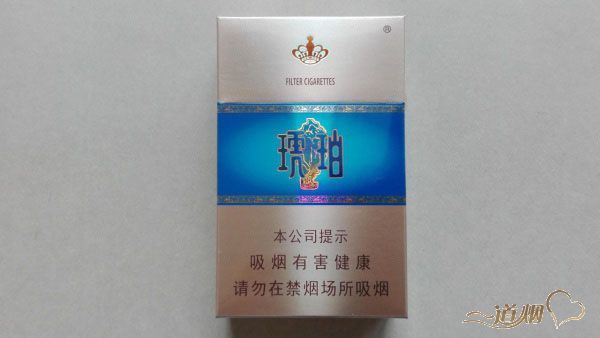 ®
FILTER CIGARETTES
琥珀
本公司提示
吸烟有害健康
请勿在禁烟场所吸烟
一道烟